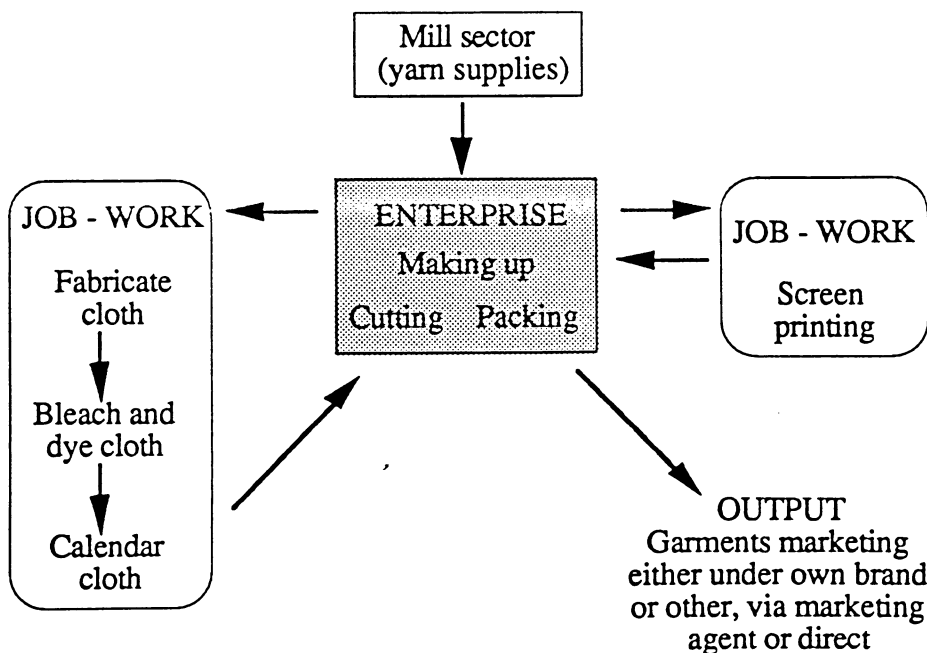 Mill sector
(yarn supplies)
JOB - WORK
Fabricate
cloth
Bleach and
dye cloth
Calendar
cloth
ENTERPRISE
Making up
Cutting Packing
JOB - WORK
Screen
printing
OUTPUT
Garments marketing
either under own brand
or other, via marketing
agent or direct